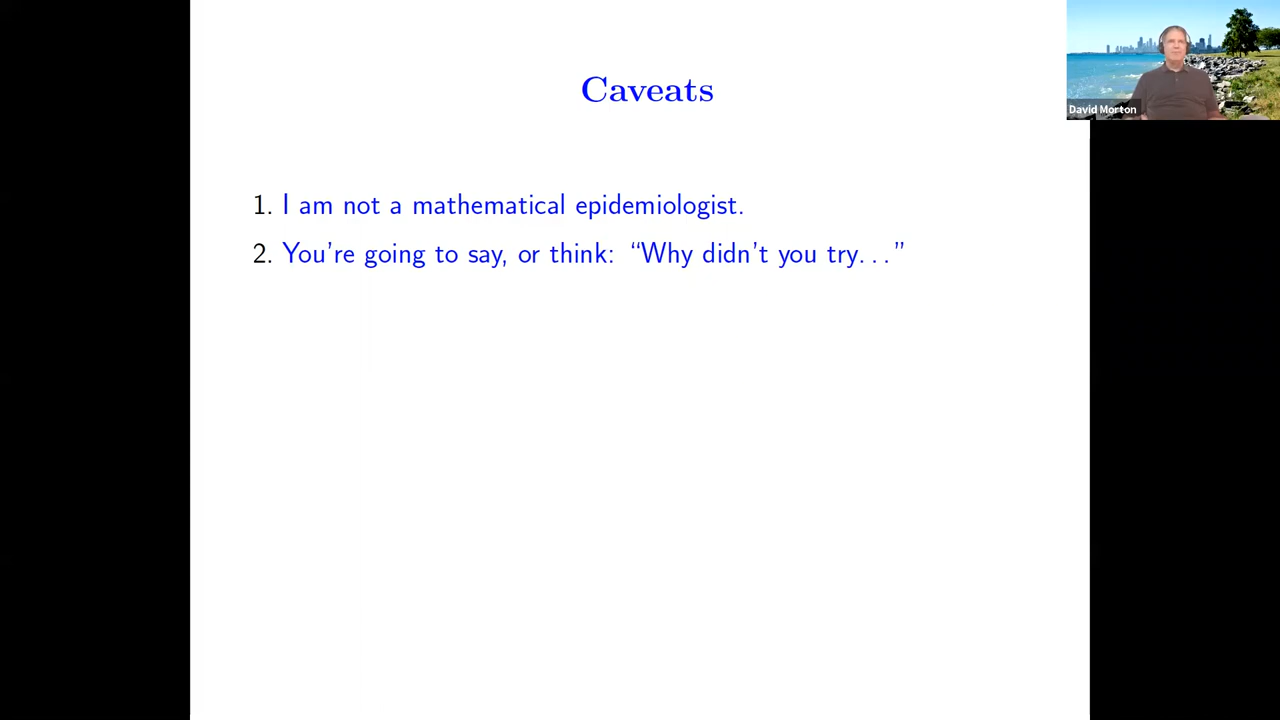 Caveats
David Morton
1. I am not a mathematical epidemiologist.
2. You're going to say, or think: “Why didn't you try. . . ”